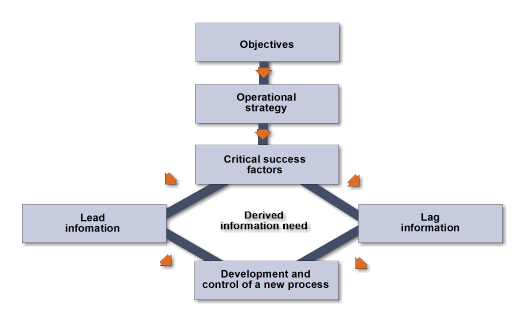 Objectives
Operational
strategy
Critical success
factors
Lead
infomation
Derived
information need
Lag
information
Development and
control of a new process